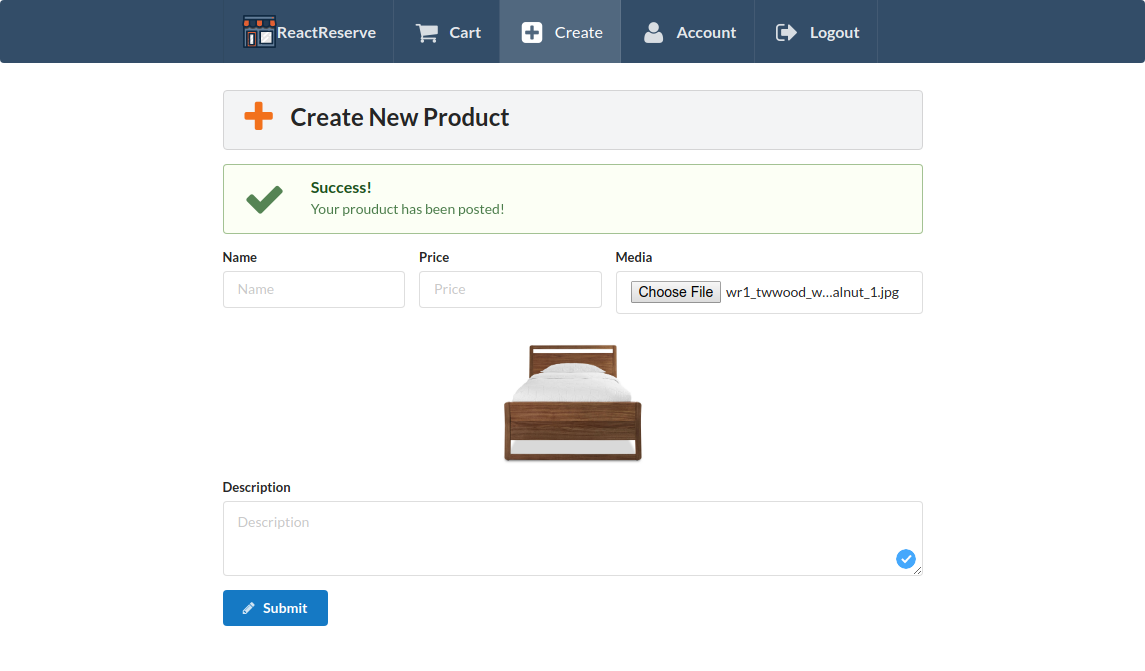 ReactReserve Cart Create Account Logout
Create New Product
Success!
Your prouduct has been posted!
Name Price Media
Name Price Choose File wr1_twwood_w...alnut_1.jpg
Description
Description
Submit